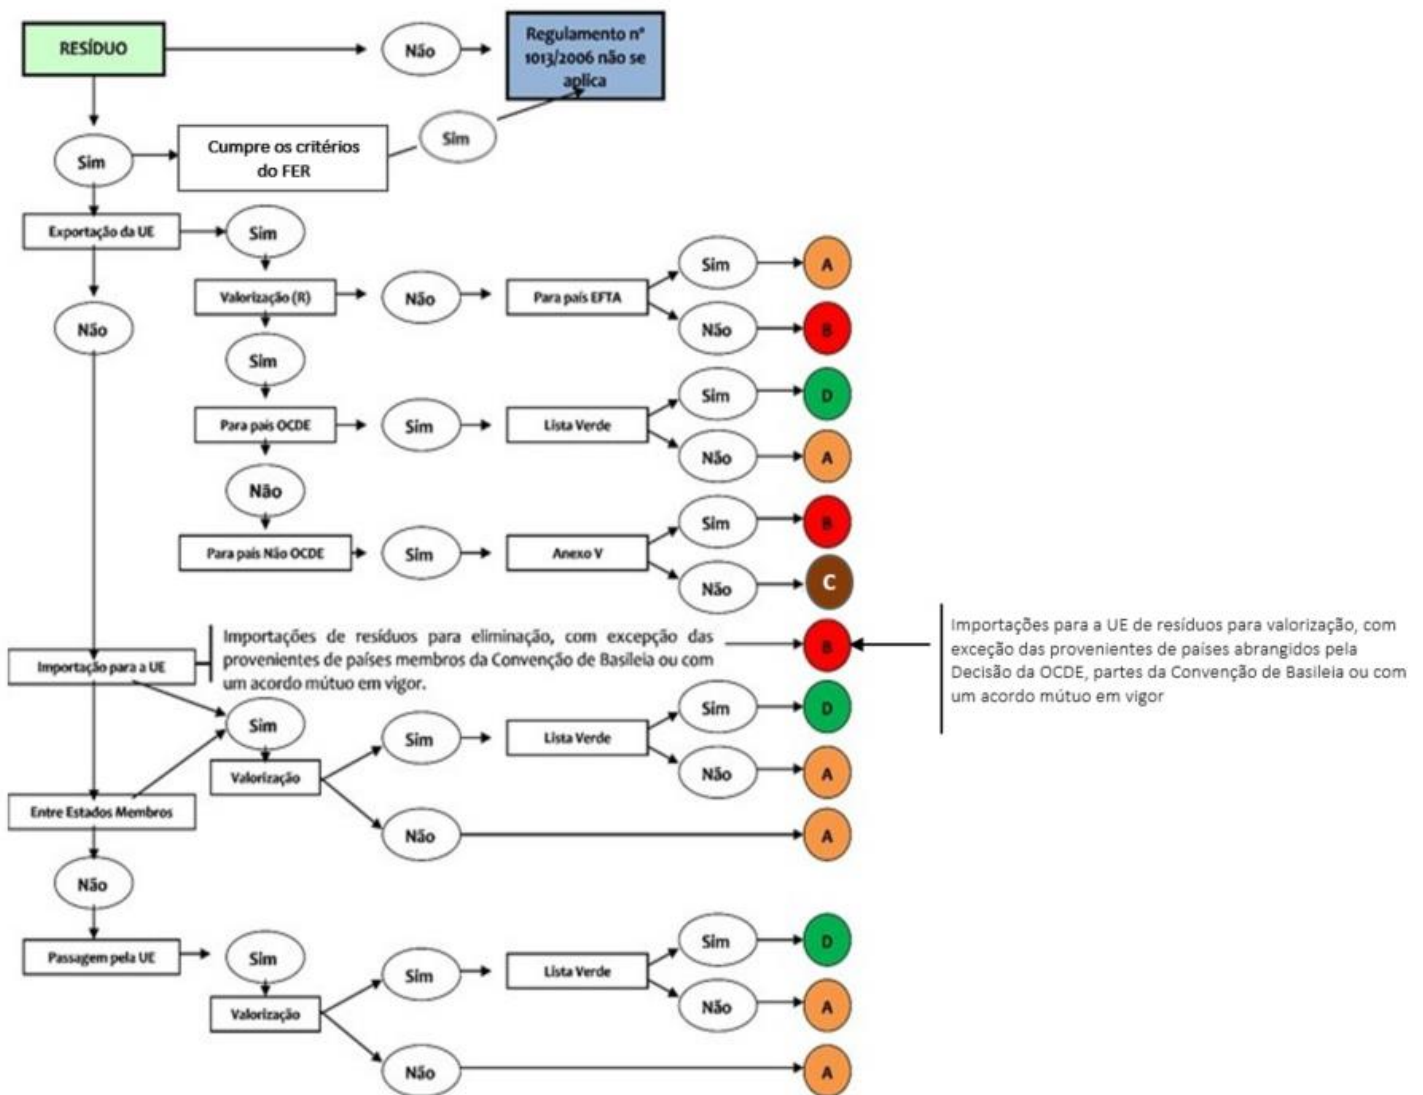 RESÍDUO
Não
Regulamento nº
1013/2006 não se
aplica
Sim
Cumpre os critérios
do FER
Sim
Exportação da UE
Sim
Sim
A
Valorização (R)
Não
Para país EFTA
Não
Não
B
Sim
Sim
D
Para país OCDE
Sim
Lista Verde
Não
A
Não
Sim
B
Para país Não OCDE
Sim
Anexo V
Não
C
Importação para a UE
Importações de resíduos para eliminação, com excepção das
provenientes de países membros da Convenção de Basileia ou com
um acordo mútuo em vigor.
B
Importações para a UE de resíduos para valorização, com
exceção das provenientes de países abrangidos pela
Decisão da OCDE, partes da Convenção de Basileia ou com
um acordo mútuo em vigor
Sim
Sim
Lista Verde
Sim
D
Valorização
Não
A
Entre Estados Membros
Não
A
Não
Sim
D
Passagem pela UE
Sim
Sim
Lista Verde
Valorização
Não
A
Não
A